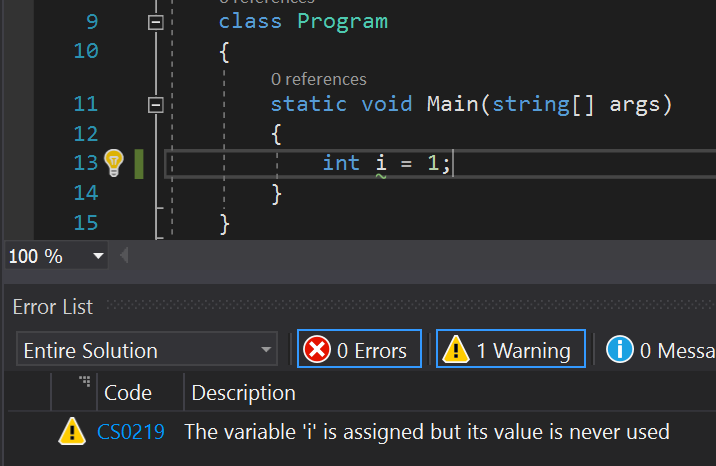 0 references
9 class Program
10 {
0 references
11 static void Main(string[] args)
12 {
13 int i = 1;
14 }
15 }
100 %
Error List
Entire Solution 0 Errors 1 Warning 0 Messa
Code Description
CS0219 The variable 'i' is assigned but its value is never used